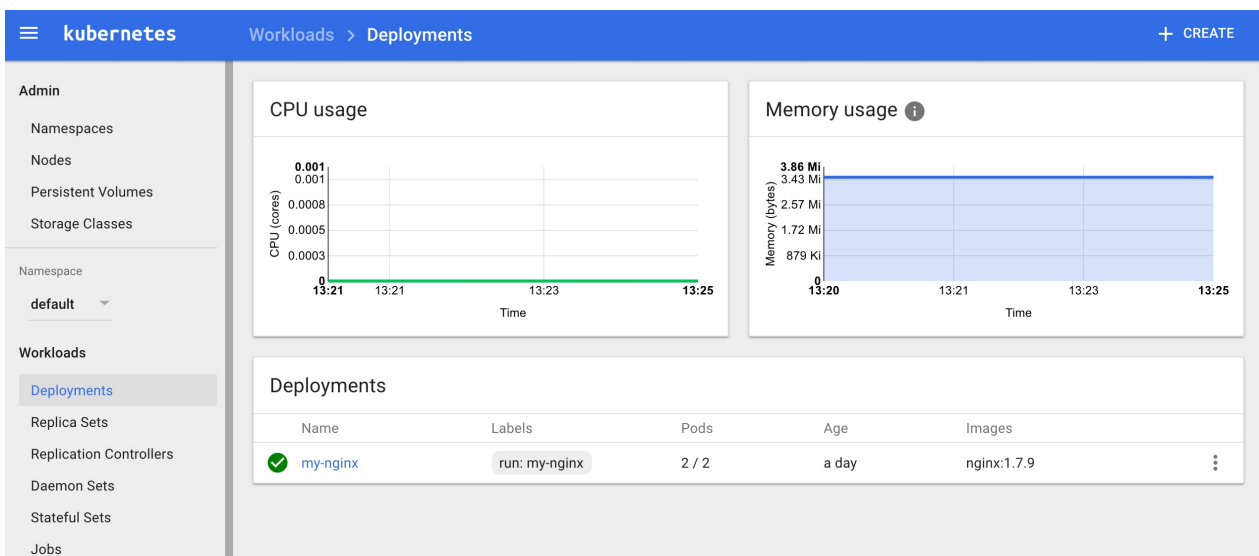 kubernetes
Workloads > Deployments
+ CREATE
Admin
Namespaces
Nodes
Persistent Volumes
Storage Classes
Namespace
default
Workloads
Deployments
Replica Sets
Replication Controllers
Daemon Sets
Stateful Sets
Jobs
CPU usage
CPU (cores)
0.001
0.001
0.0008
0.0005
0.0003
0
13:21 13:21 13:23 13:25
Time
Memory usage i
Memory (bytes)
3.86 Mi
3.43 Mi
2.57 Mi
1.72 Mi
879 Ki
0
13:20 13:21 13:23 13:25
Time
Deployments
Name Labels Pods Age Images
my-nginx run: my-nginx 2 / 2 a day nginx:1.7.9